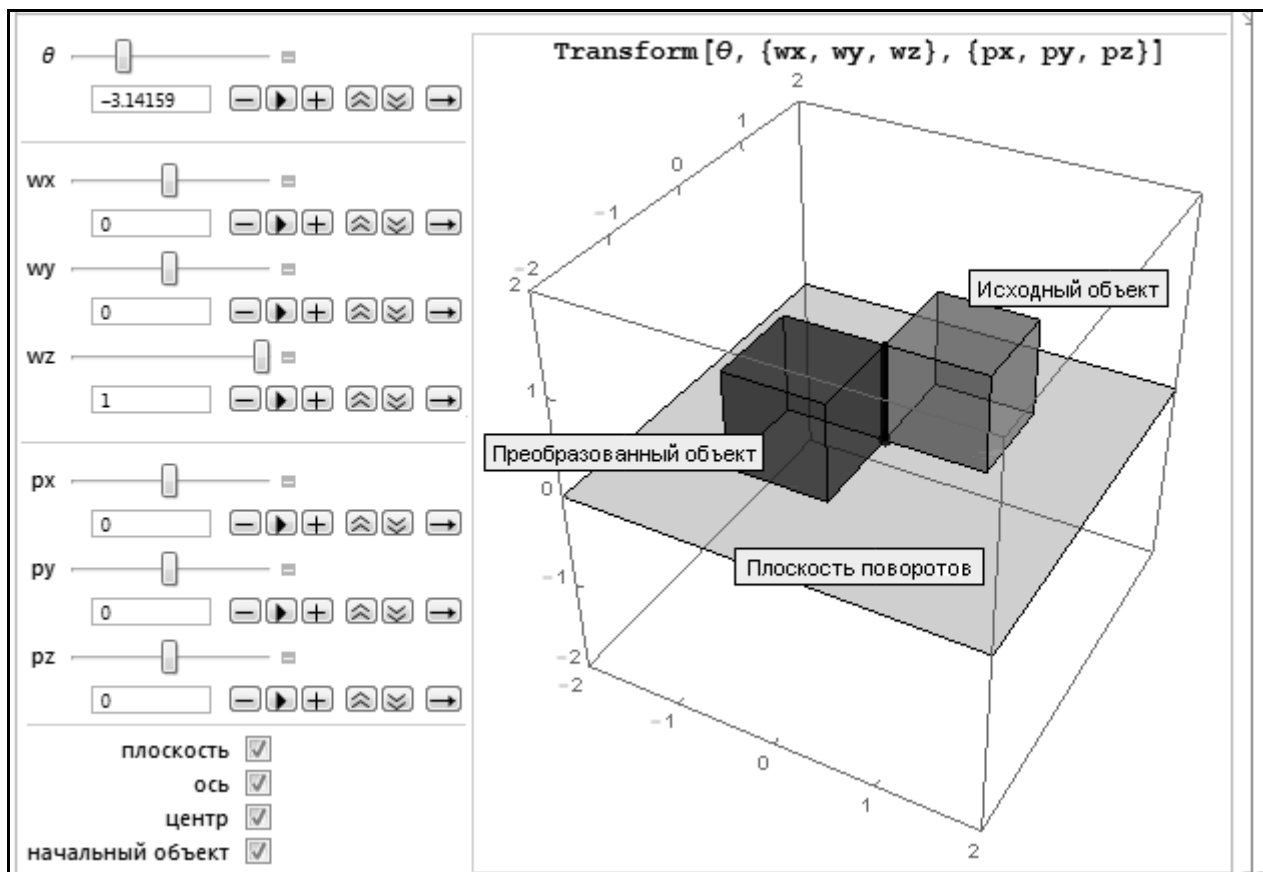 θ
-3.14159
wx
0
wy
0
wz
1
px
0
py
0
pz
0
плоскость
ось
центр
начальный объект
Transform[θ, {wx, wy, wz}, {px, py, pz}]
2
1
0
-1
-2
2
Исходный объект
1
Преобразованный объект
0
Плоскость поворотов
-1
-2
-2
-1
0
1
2